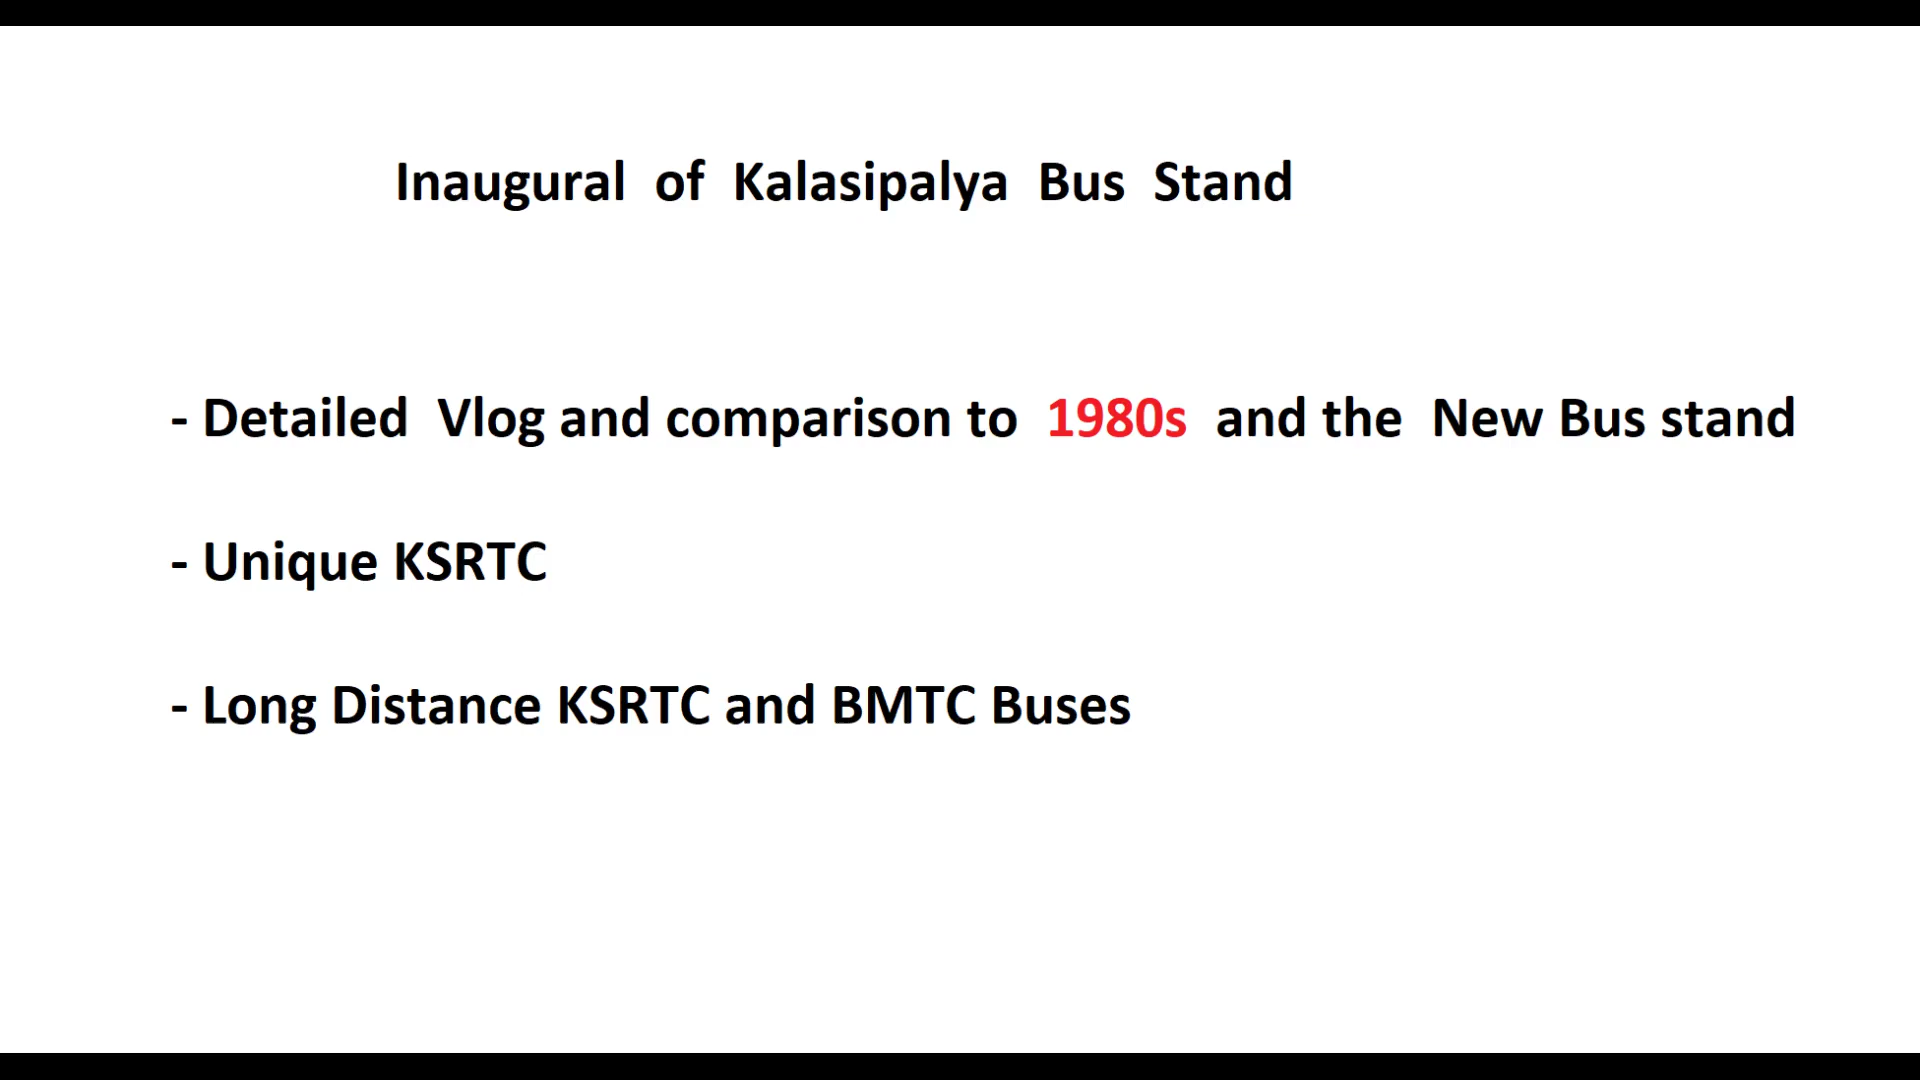 Inaugural of Kalasipalya Bus Stand
- Detailed Vlog and comparison to 1980s and the New Bus stand
- Unique KSRTC
- Long Distance KSRTC and BMTC Buses